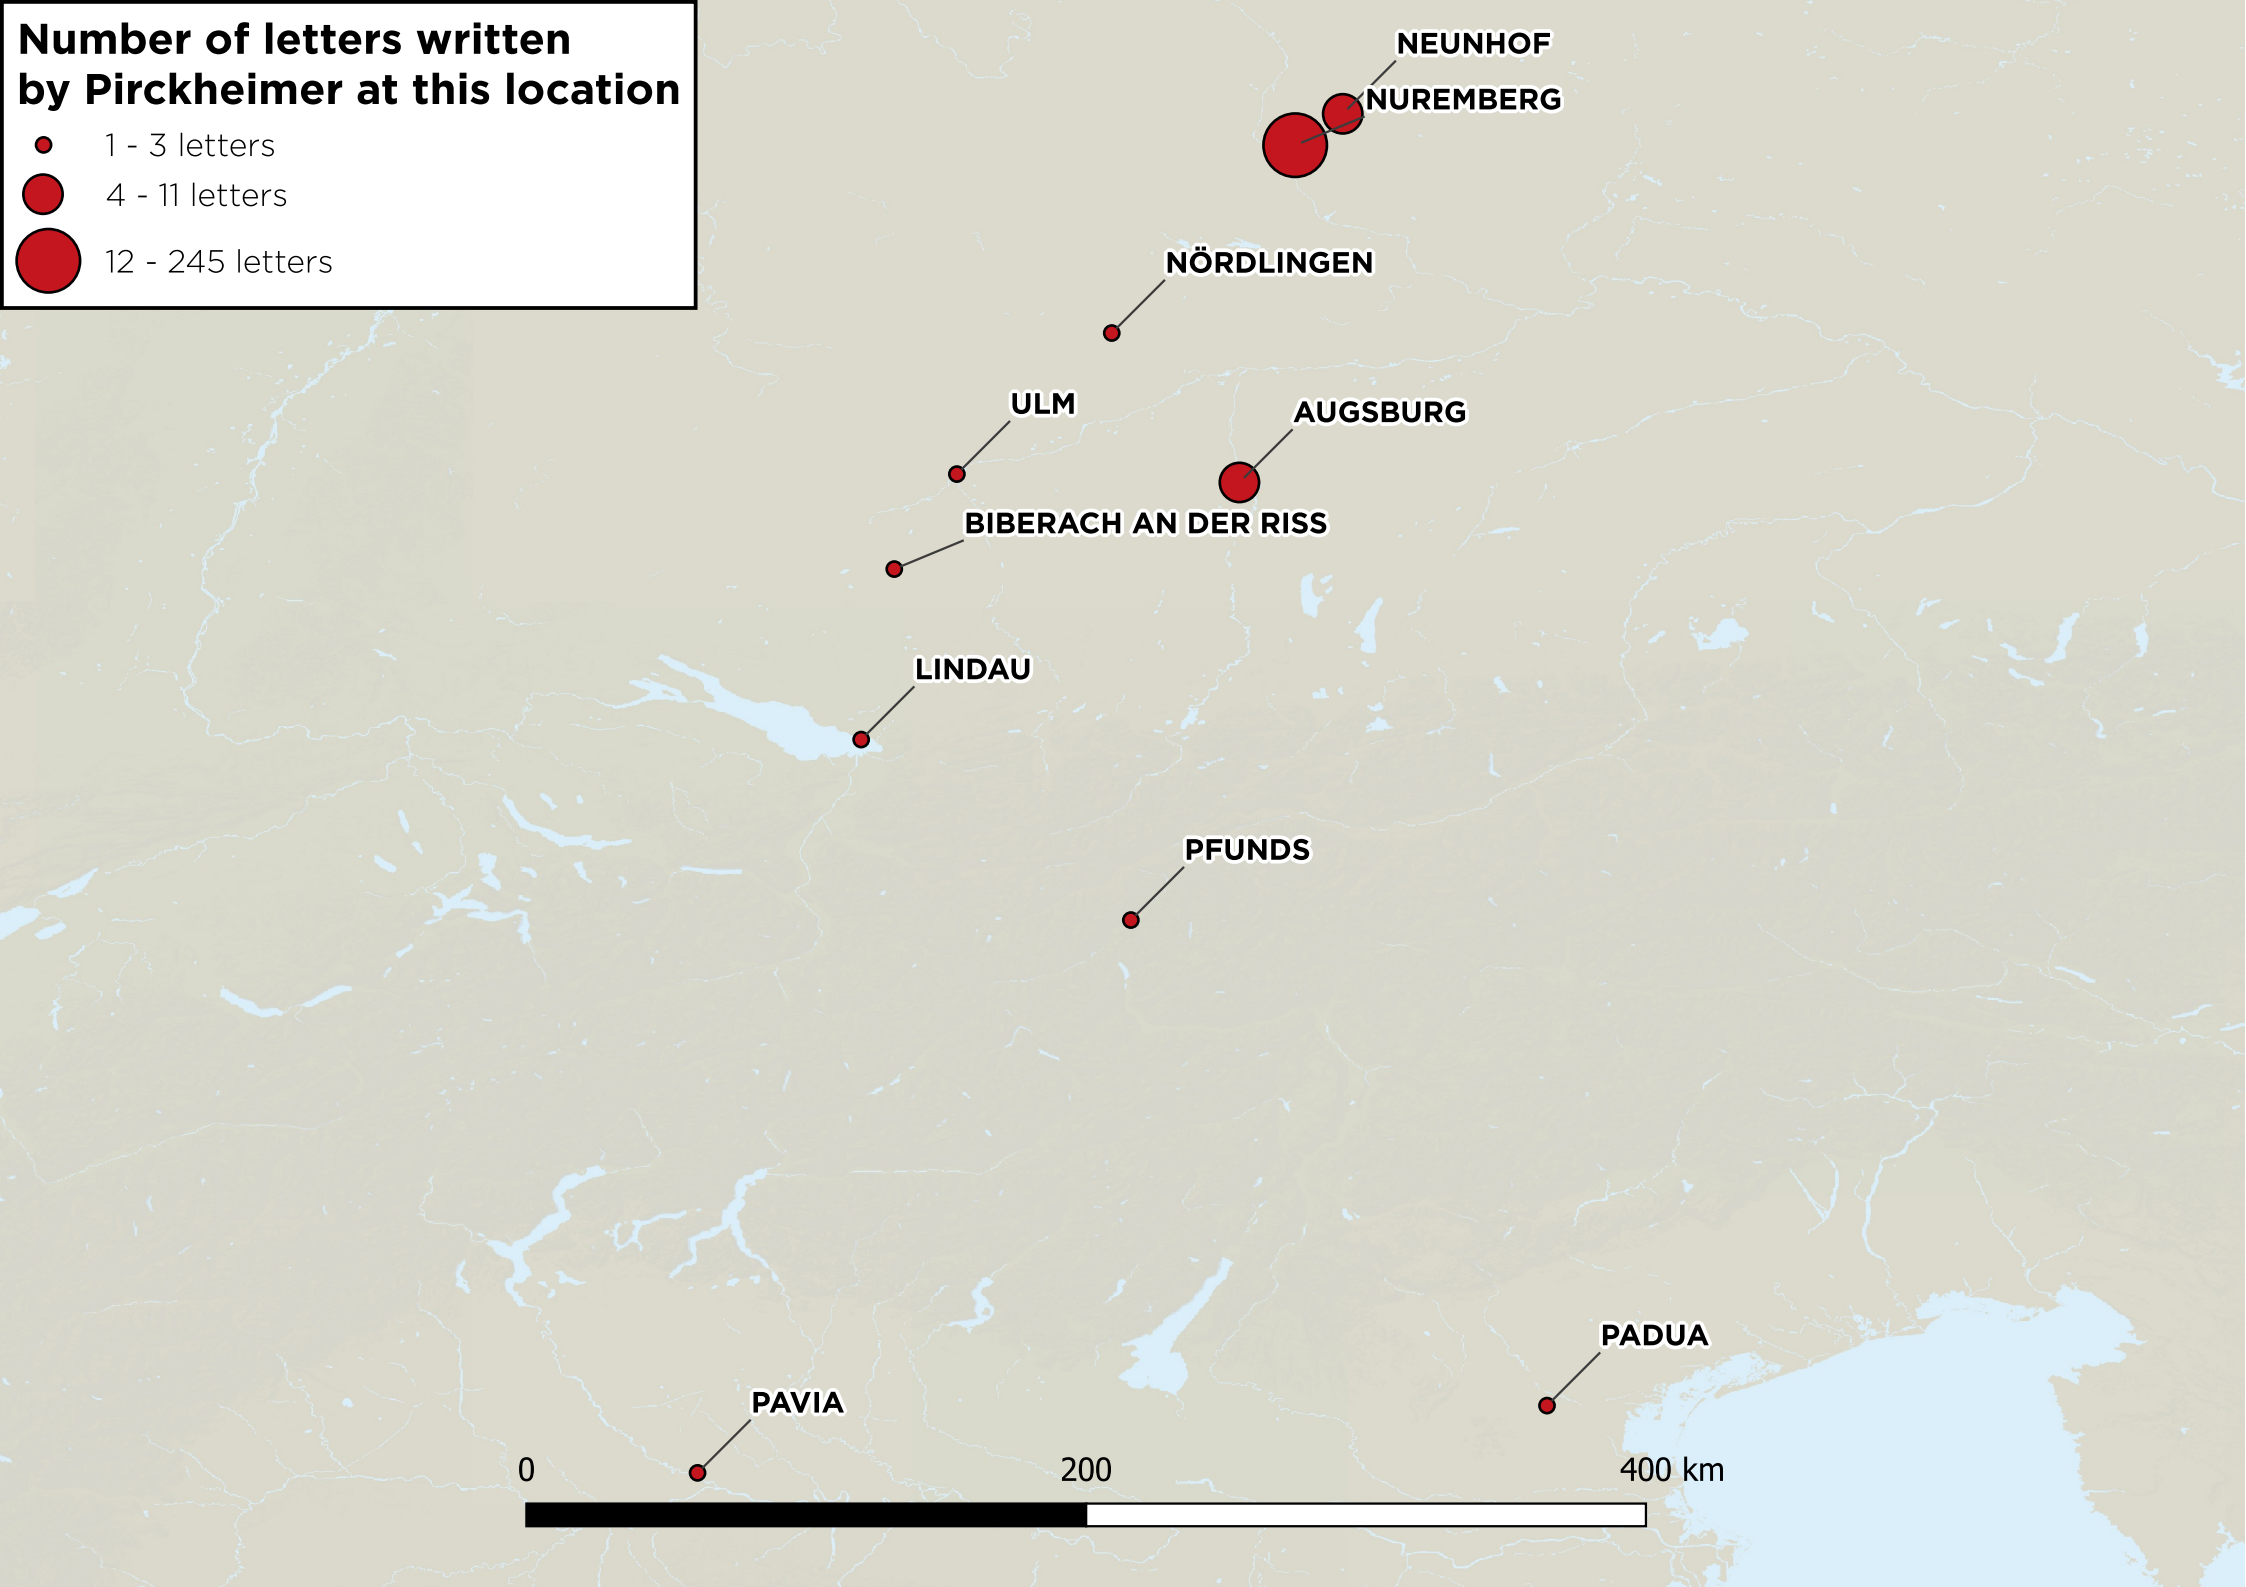 Number of letters written
by Pirckheimer at this location
1 - 3 letters
4 - 11 letters
12 - 245 letters
NEUNHOF
NUREMBERG
NÖRDLINGEN
ULM
AUGSBURG
BIBERACH AN DER RISS
LINDAU
PFUNDS
PADUA
PAVIA
0 200 400 km